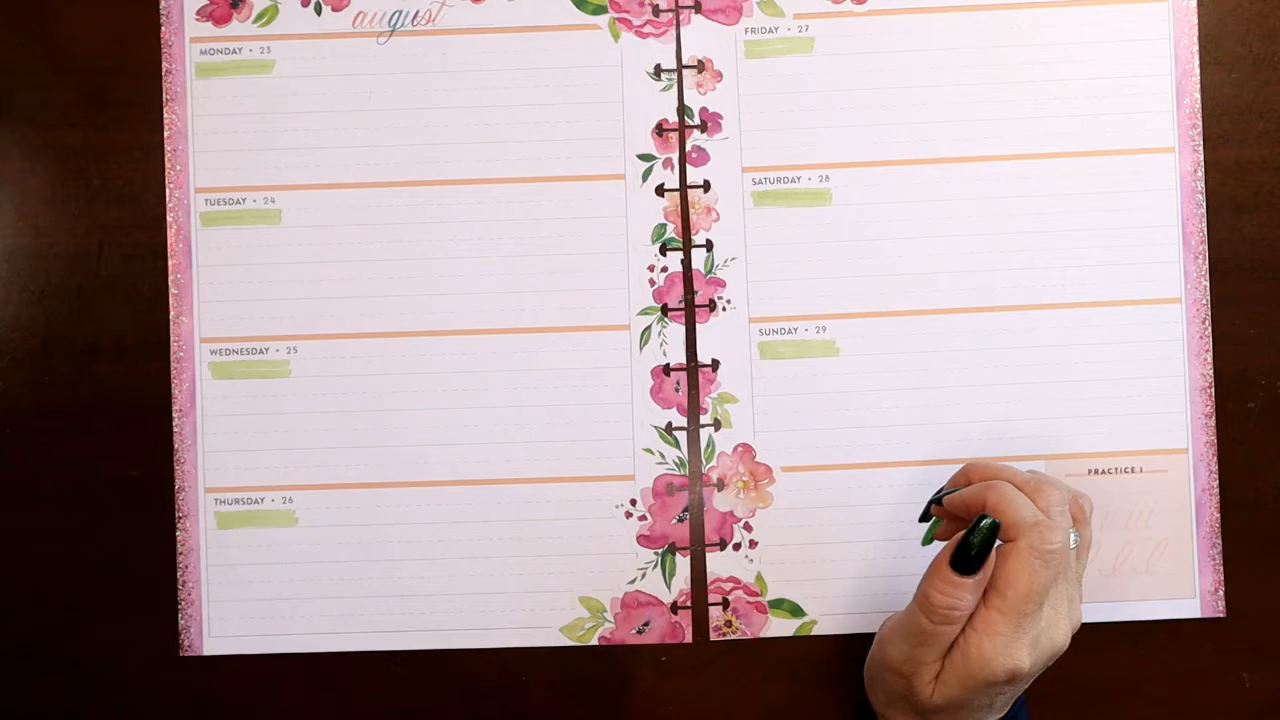 august
MONDAY • 23
TUESDAY • 24
WEDNESDAY • 25
THURSDAY • 26
FRIDAY • 27
SATURDAY • 28
SUNDAY • 29
PRACTICE |